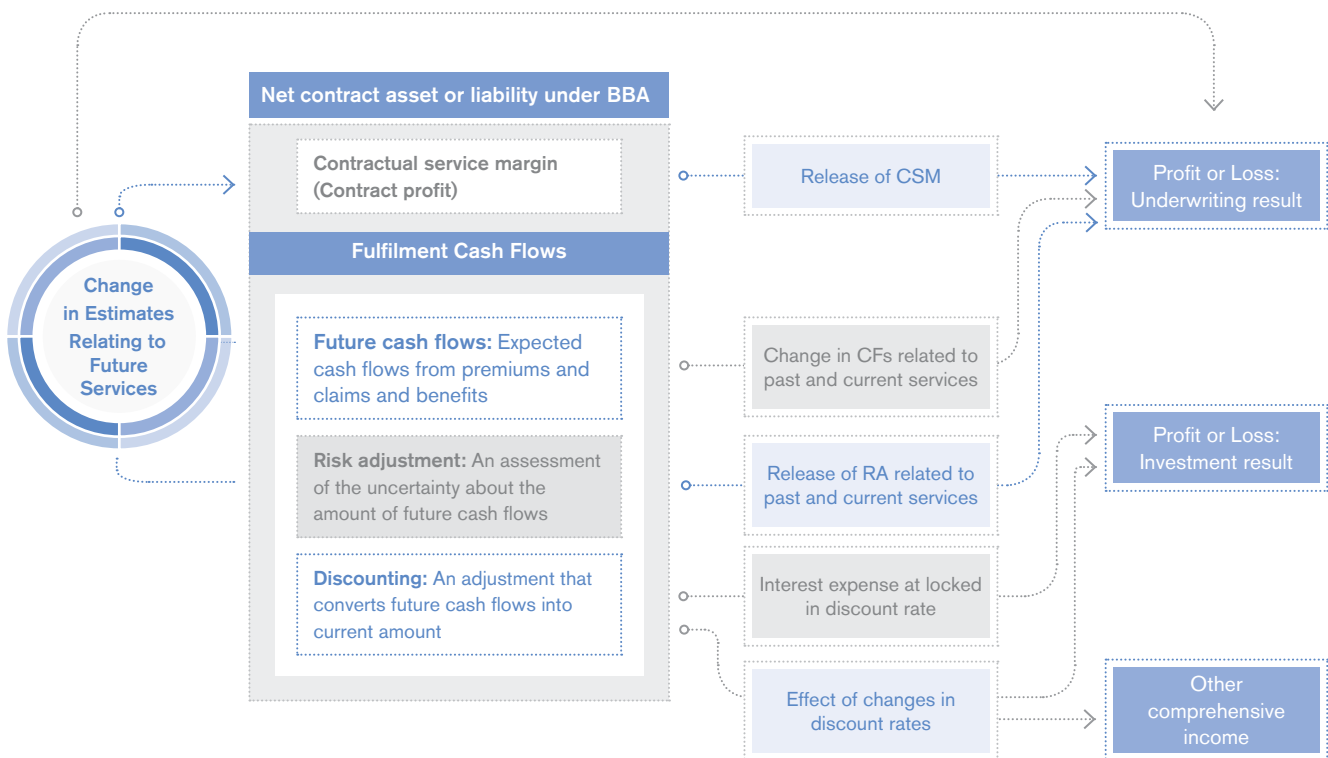 Net contract asset or liability under BBA
Contractual service margin
(Contract profit)
Fulfilment Cash Flows
Change
in Estimates
Relating to
Future
Services
Future cash flows: Expected
cash flows from premiums and
claims and benefits
Risk adjustment: An assessment
of the uncertainty about the
amount of future cash flows
Discounting: An adjustment that
converts future cash flows into
current amount
Release of CSM
Change in CFs related to
past and current services
Release of RA related to
past and current services
Interest expense at locked
in discount rate
Effect of changes in
discount rates
Profit or Loss:
Underwriting result
Profit or Loss:
Investment result
Other
comprehensive
income